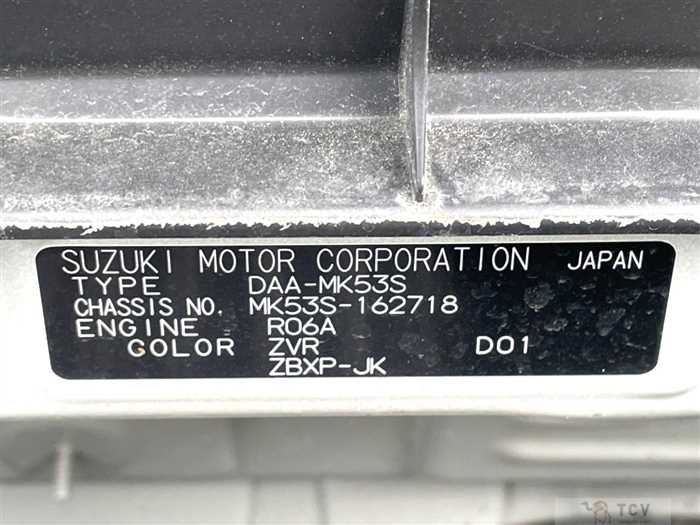 SUZUKI MOTOR CORPORATION JAPAN
TYPE DAA-MK53S
CHASSIS NO. MK53S-162718
ENGINE R06A
COLOR ZVR D01
ZBXP-JK
TCV